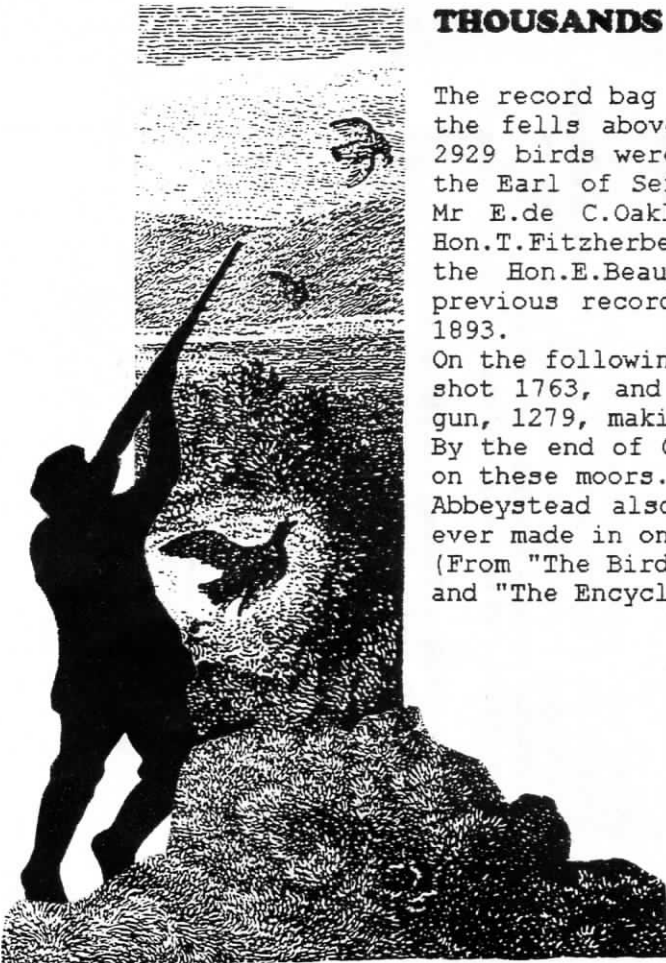 THOUSANDS
The record bag
the fells above
2929 birds were
the Earl of Se
Mr E.de C.Oakl
Hon.T.Fitzherbe
the Hon.E.Beau
previous record
1893.
On the followin
shot 1763, and
gun, 1279, maki
By the end of
on these moors.
Abbeystead also
ever made in on
(From "The Bird
and "The Encycl